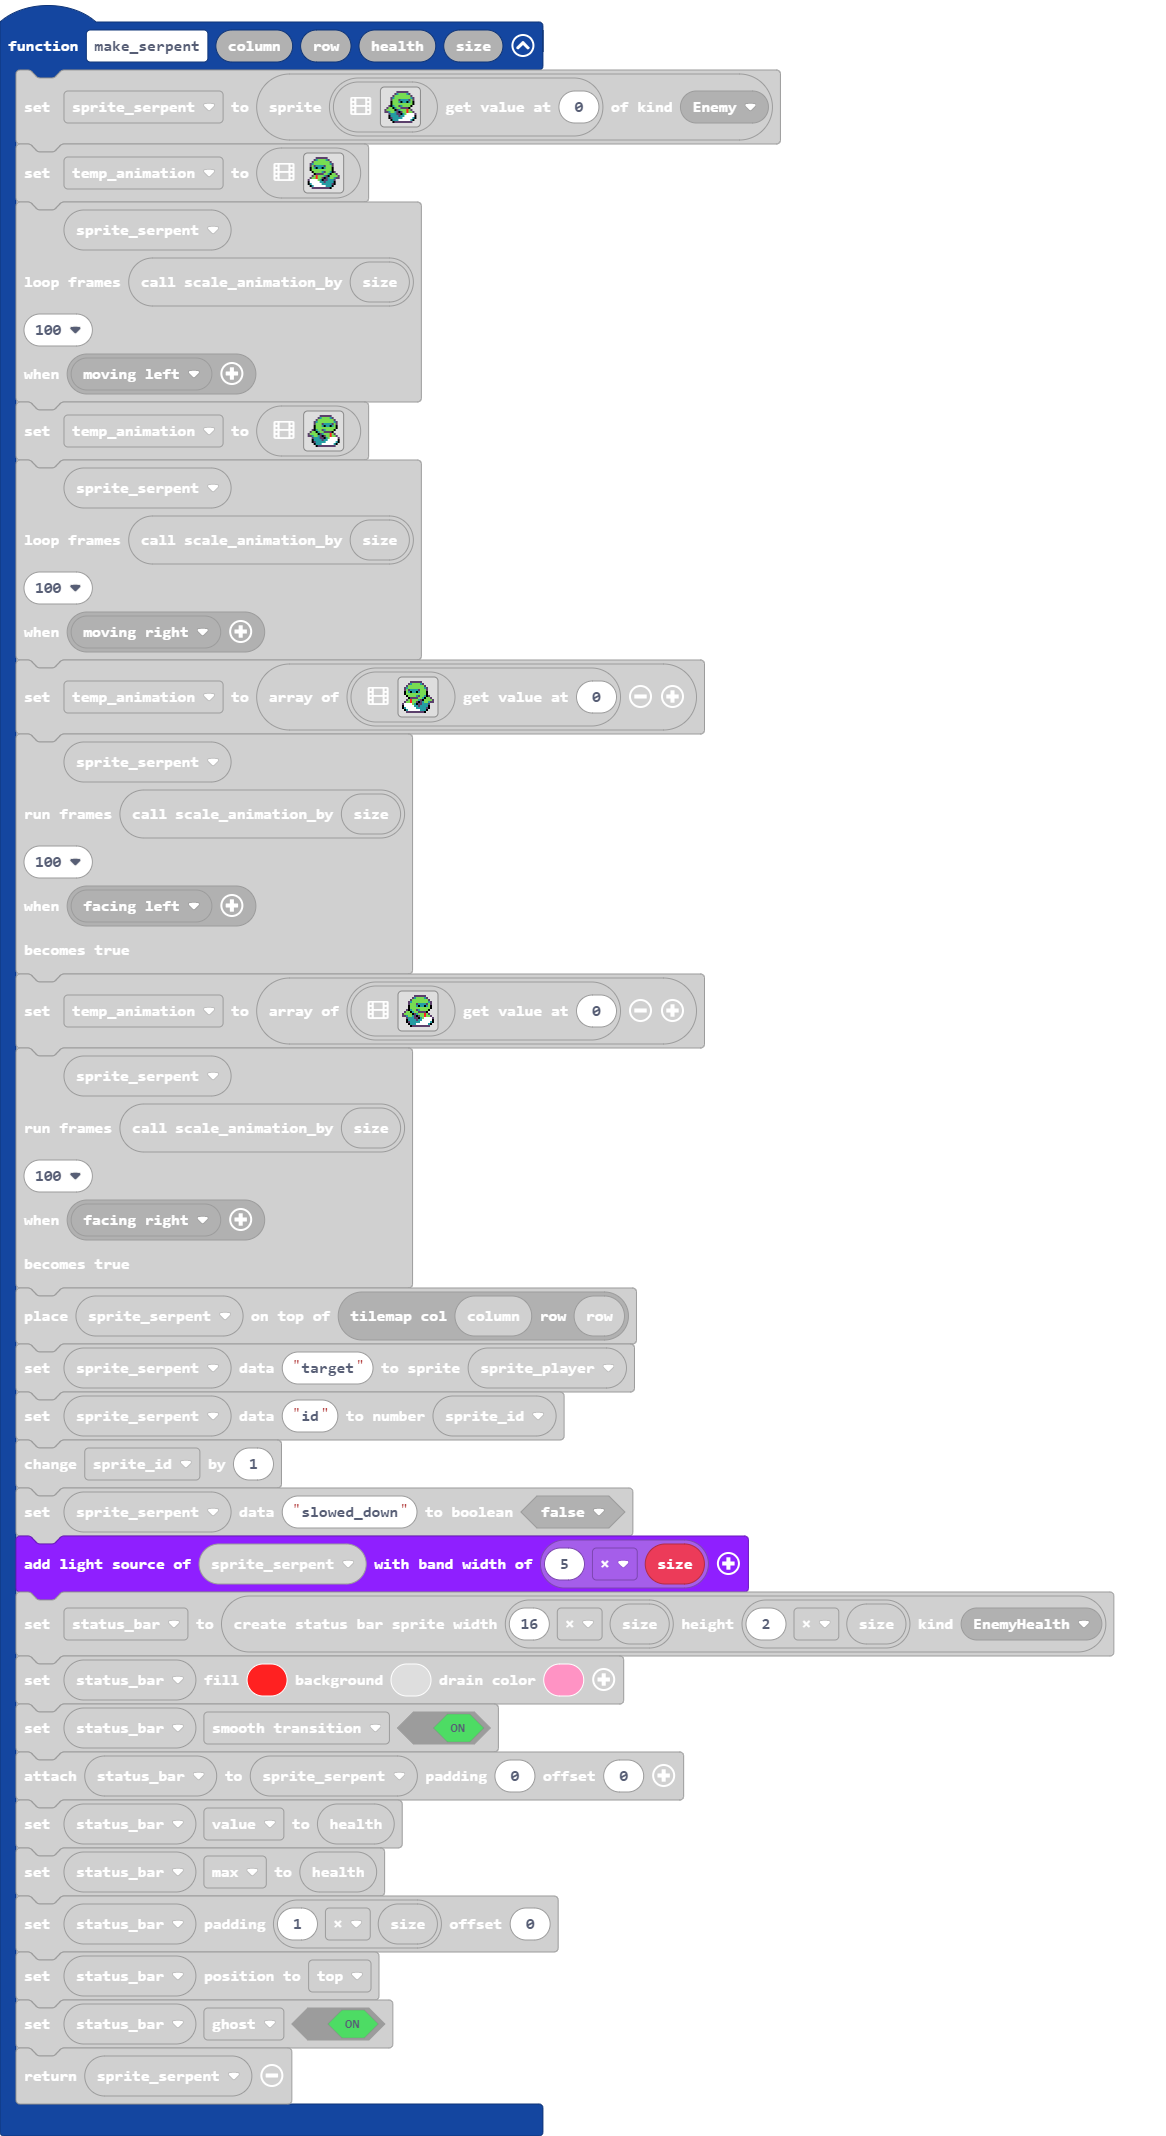 function make_serpent column row health size
set sprite_serpent to sprite get value at 0 of kind Enemy
set temp_animation to
sprite_serpent
loop frames call scale_animation_by size
100
when moving left
set temp_animation to
sprite_serpent
loop frames call scale_animation_by size
100
when moving right
set temp_animation to array of get value at 0
sprite_serpent
run frames call scale_animation_by size
100
when facing left
becomes true
set temp_animation to array of get value at 0
sprite_serpent
run frames call scale_animation_by size
100
when facing right
becomes true
place sprite_serpent on top of tilemap col column row row
set sprite_serpent data "target" to sprite sprite_player
set sprite_serpent data "id" to number sprite_id
change sprite_id by 1
set sprite_serpent data "slowed_down" to boolean false
add light source of sprite_serpent with band width of 5 × size
set status_bar to create status bar sprite width 16 × size height 2 × size kind EnemyHealth
set status_bar fill background drain color
set status_bar smooth transition ON
attach status_bar to sprite_serpent padding 0 offset 0
set status_bar value to health
set status_bar max to health
set status_bar padding 1 × size offset 0
set status_bar position to top
set status_bar ghost ON
return sprite_serpent